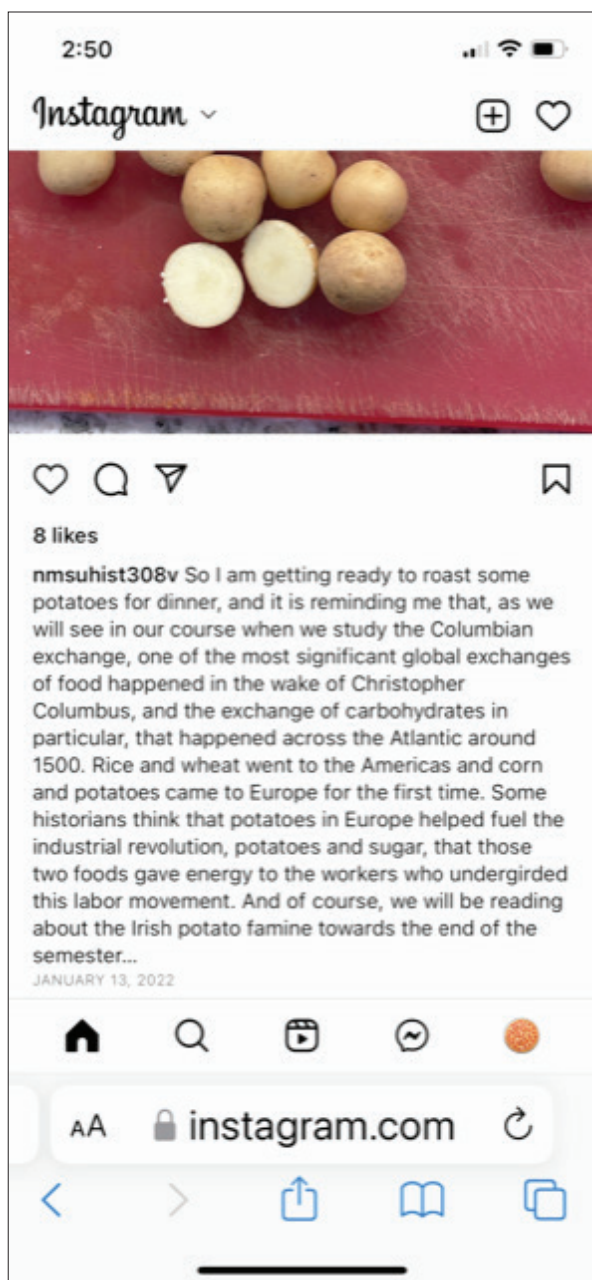 2:50
Instagram
8 likes
nmsuhist308v So I am getting ready to roast some
potatoes for dinner, and it is reminding me that, as we
will see in our course when we study the Columbian
exchange, one of the most significant global exchanges
of food happened in the wake of Christopher
Columbus, and the exchange of carbohydrates in
particular, that happened across the Atlantic around
1500. Rice and wheat went to the Americas and corn
and potatoes came to Europe for the first time. Some
historians think that potatoes in Europe helped fuel the
industrial revolution, potatoes and sugar, that those
two foods gave energy to the workers who undergirded
this labor movement. And of course, we will be reading
about the Irish potato famine towards the end of the
semester...
JANUARY 13, 2022
AA instagram.com